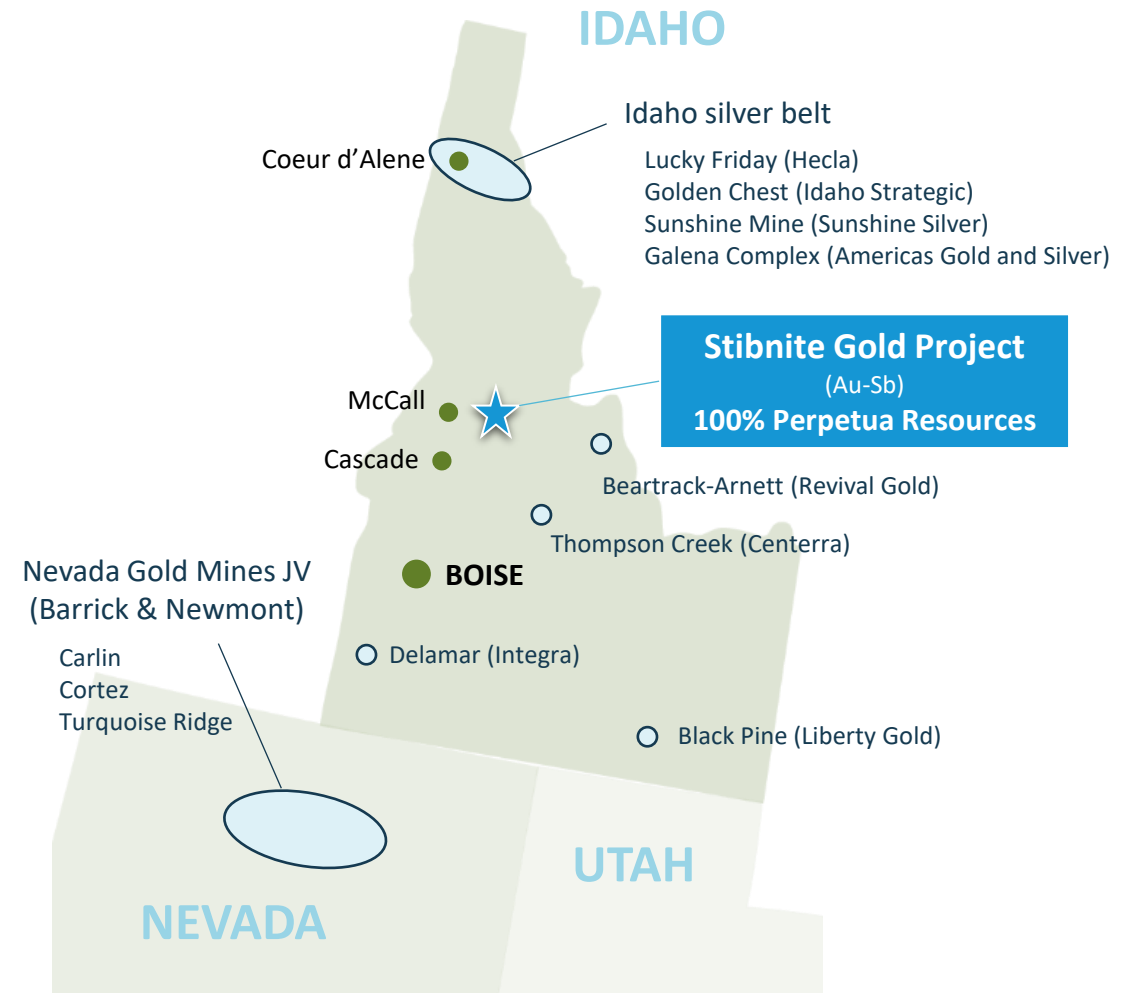 IDAHO
Idaho silver belt
Coeur d’Alene
Lucky Friday (Hecla)
Golden Chest (Idaho Strategic)
Sunshine Mine (Sunshine Silver)
Galena Complex (Americas Gold and Silver)
Stibnite Gold Project
(Au-Sb)
100% Perpetua Resources
McCall
Cascade
Beartrack-Arnett (Revival Gold)
Thompson Creek (Centerra)
BOISE
Nevada Gold Mines JV
(Barrick & Newmont)
Carlin
Cortez
Turquoise Ridge
Delamar (Integra)
Black Pine (Liberty Gold)
UTAH
NEVADA